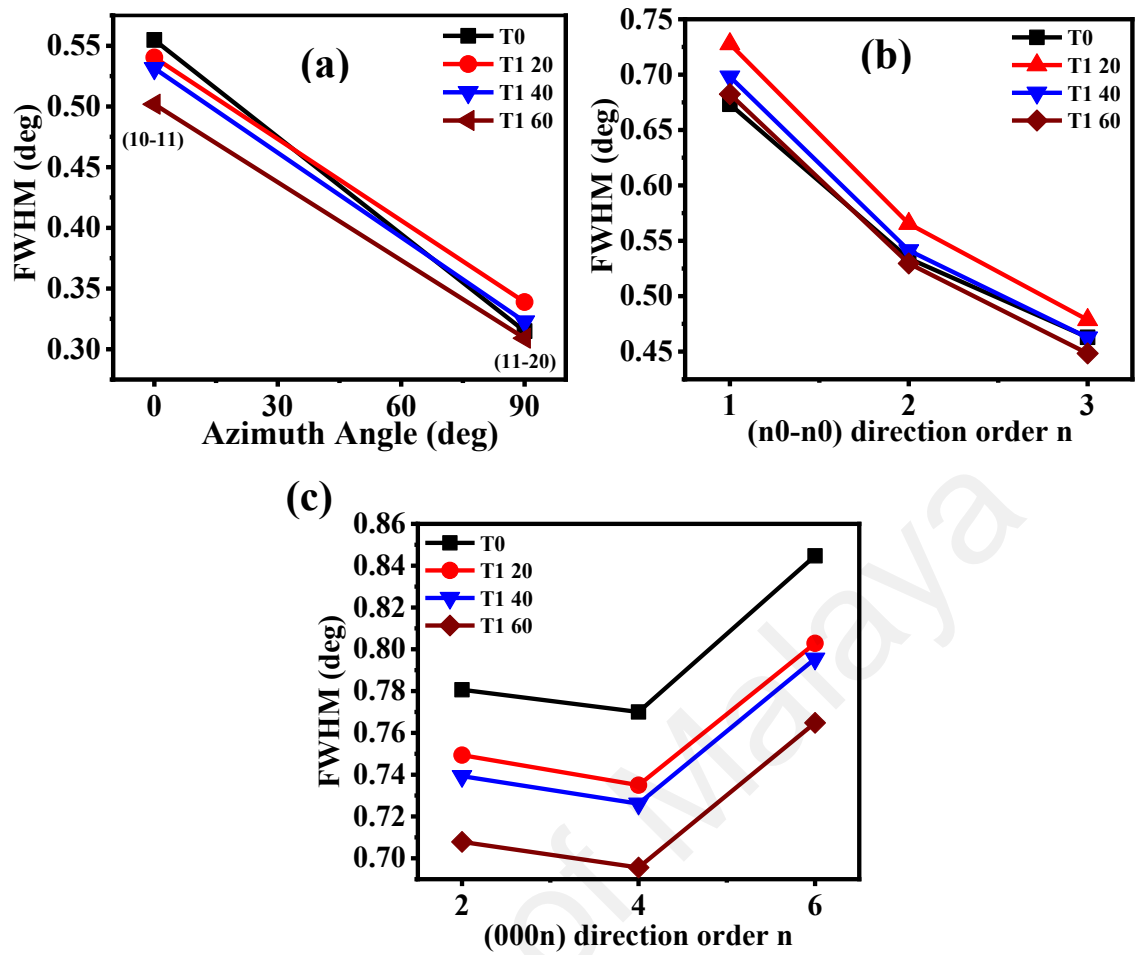 (a)
T0
T1 20
T1 40
T1 60
FWHM (deg)
0.55
0.50
0.45
0.40
0.35
0.30
(10-11)
(11-20)
0 30 60 90
Azimuth Angle (deg)
(b)
T0
T1 20
T1 40
T1 60
FWHM (deg)
0.75
0.70
0.65
0.60
0.55
0.50
0.45
1 2 3
(n0-n0) direction order n
(c)
T0
T1 20
T1 40
T1 60
FWHM (deg)
0.86
0.84
0.82
0.80
0.78
0.76
0.74
0.72
0.70
2 4 6
(000n) direction order n
of Malaya